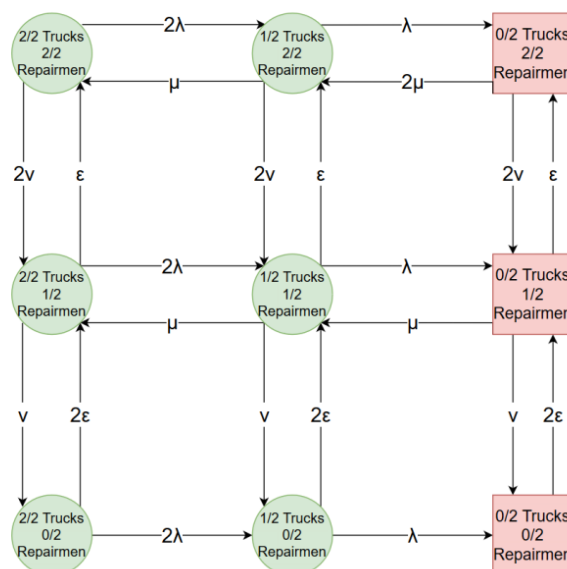 2/2 Trucks
2/2
Repairmen
2λ
μ
1/2 Trucks
2/2
Repairmen
λ
2μ
0/2 Trucks
2/2
Repairmen
2ν
ε
2ν
ε
2ν
ε
2/2 Trucks
1/2
Repairmen
2λ
μ
1/2 Trucks
1/2
Repairmen
λ
μ
0/2 Trucks
1/2
Repairmen
ν
2ε
ν
2ε
ν
2ε
2/2 Trucks
0/2
Repairmen
2λ
1/2 Trucks
0/2
Repairmen
λ
0/2 Trucks
0/2
Repairmen